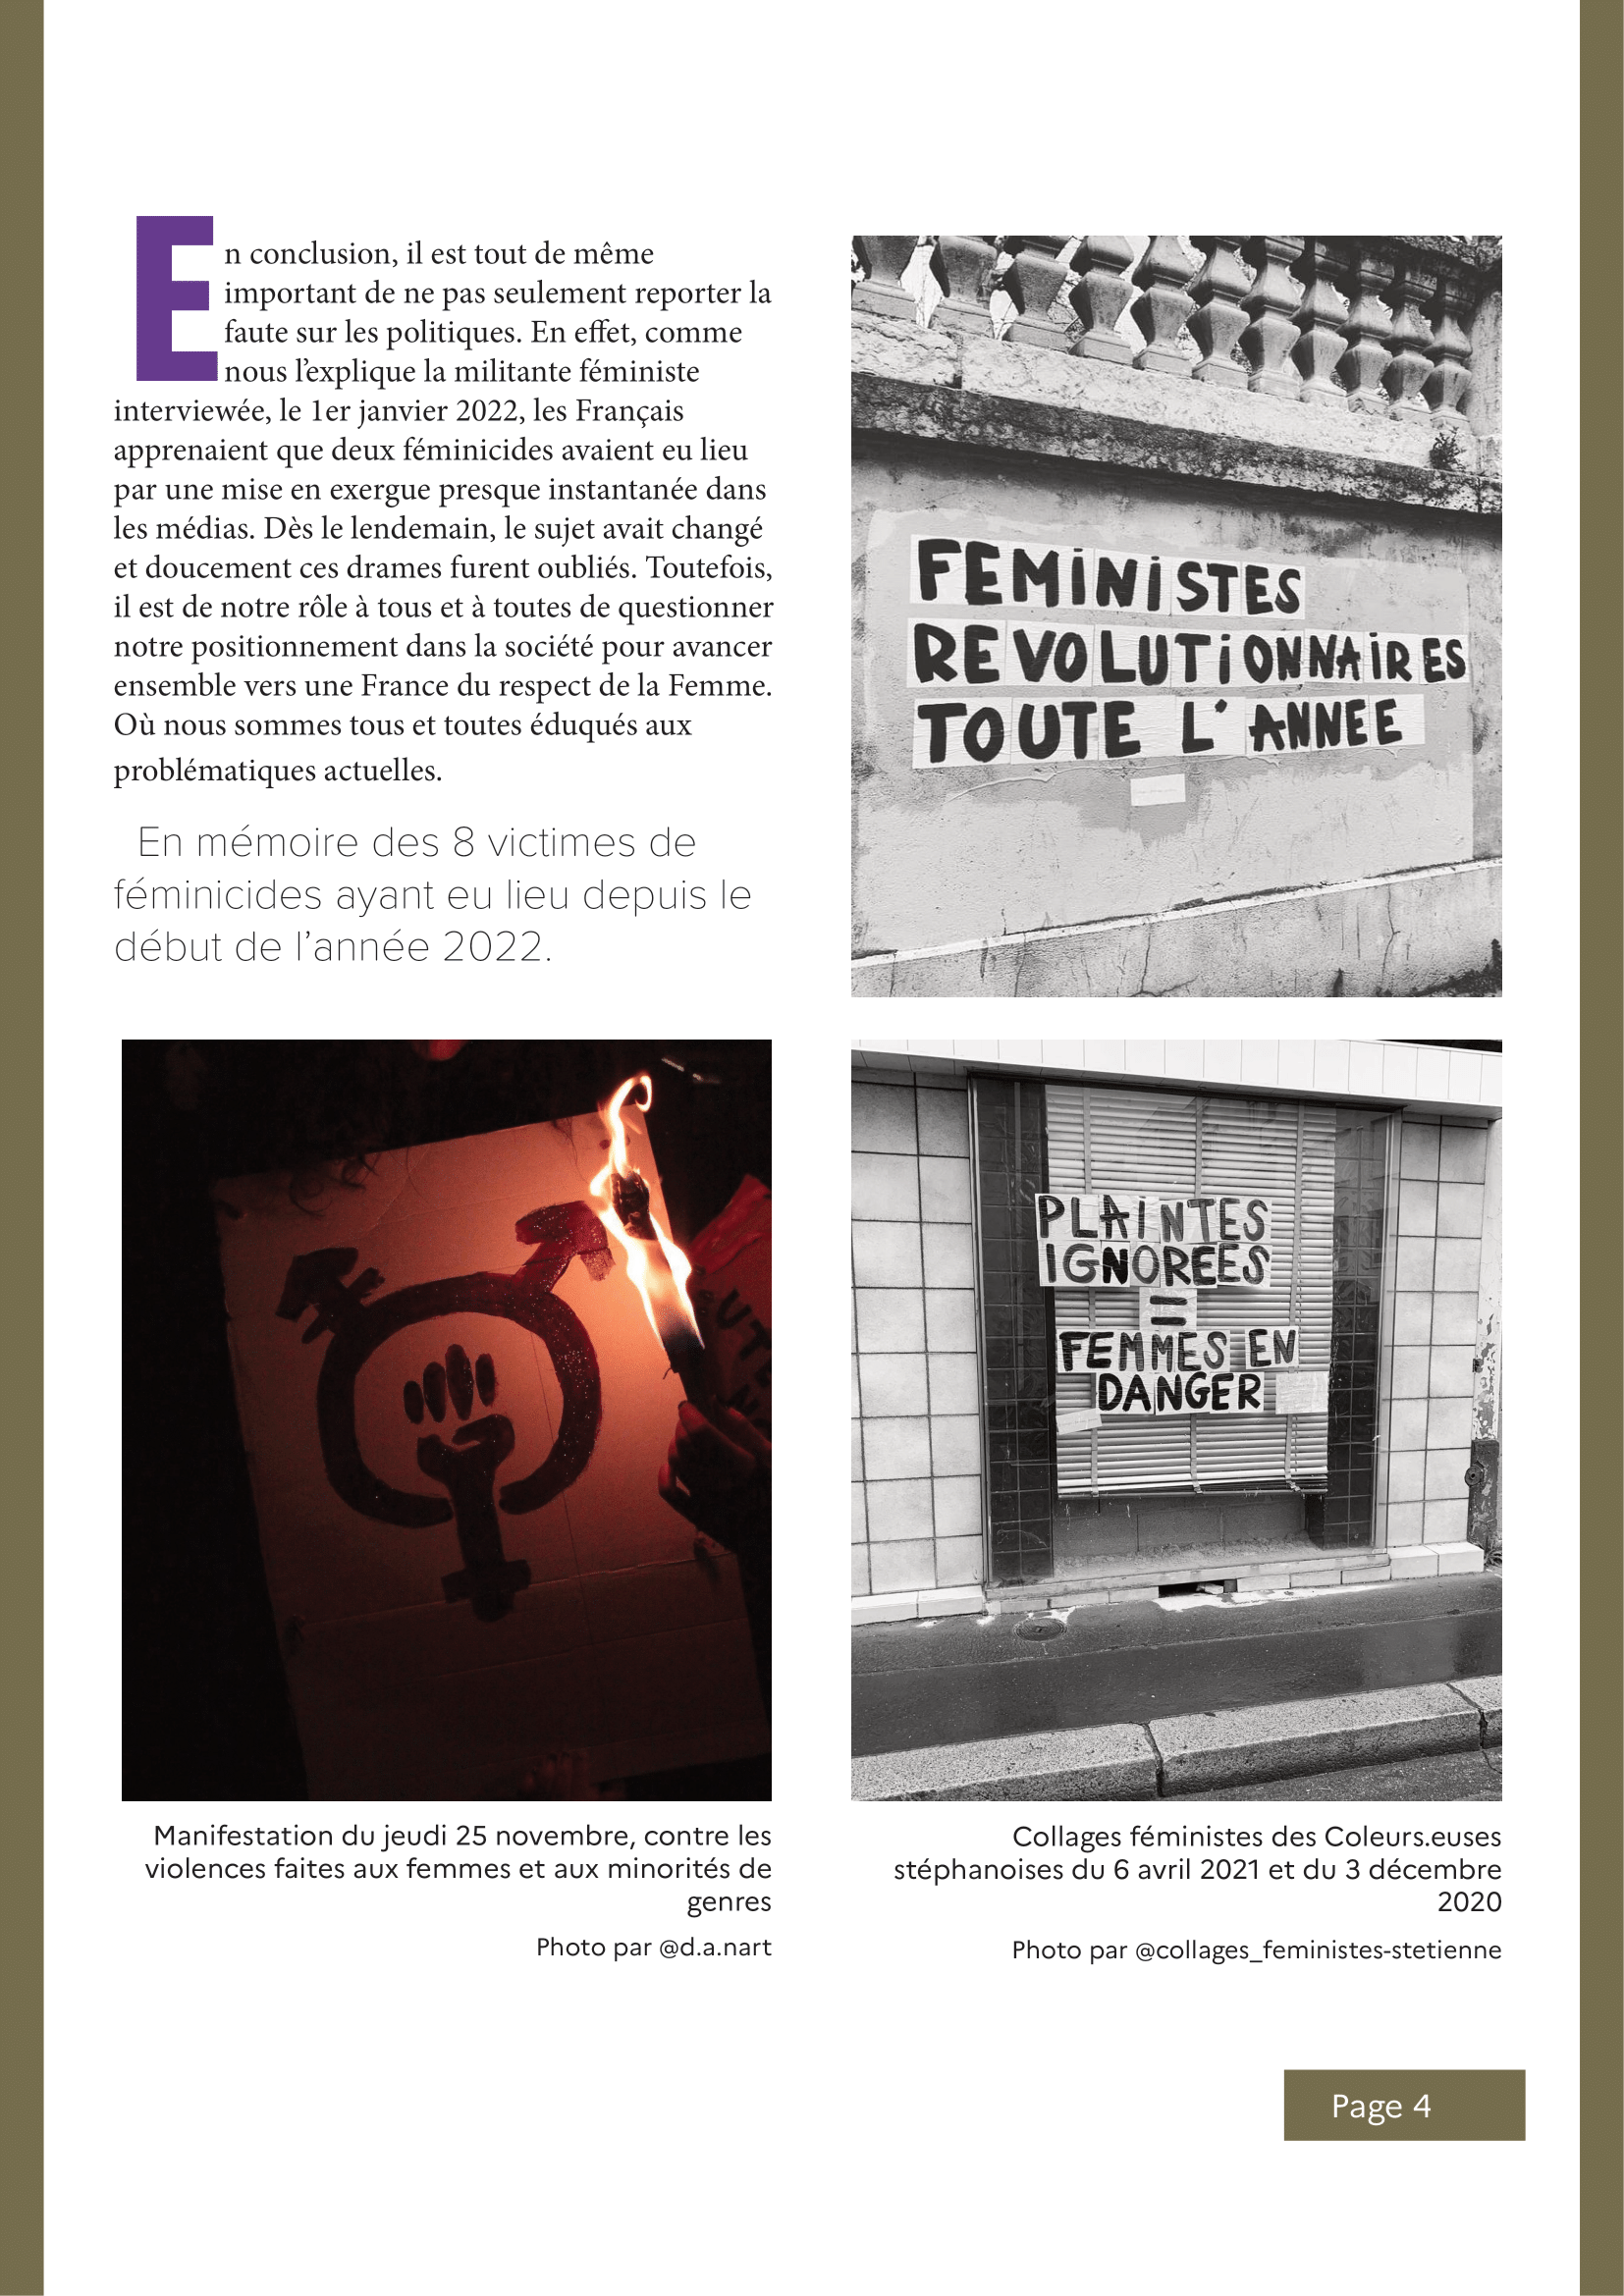 En conclusion, il est tout de même
important de ne pas seulement reporter la
faute sur les politiques. En effet, comme
nous l’explique la militante féministe
interviewée, le 1er janvier 2022, les Français
apprenaient que deux féminicides avaient eu lieu
par une mise en exergue presque instantanée dans
les médias. Dès le lendemain, le sujet avait changé
et doucement ces drames furent oubliés. Toutefois,
il est de notre rôle à tous et à toutes de questionner
notre positionnement dans la société pour avancer
ensemble vers une France du respect de la Femme.
Où nous sommes tous et toutes éduqués aux
problématiques actuelles.
En mémoire des 8 victimes de
féminicides ayant eu lieu depuis le
début de l’année 2022.
FEMINISTES
REVOLUTIONNAIRES
TOUTE L'ANNEE
Manifestation du jeudi 25 novembre, contre les
violences faites aux femmes et aux minorités de
genres
Photo par @d.a.nart
PLAINTES
IGNOREES
=
FEMMES EN
DANGER
Collages féministes des Coleurs.euses
stéphanoises du 6 avril 2021 et du 3 décembre
2020
Photo par @collages_feministes-stetienne
Page 4